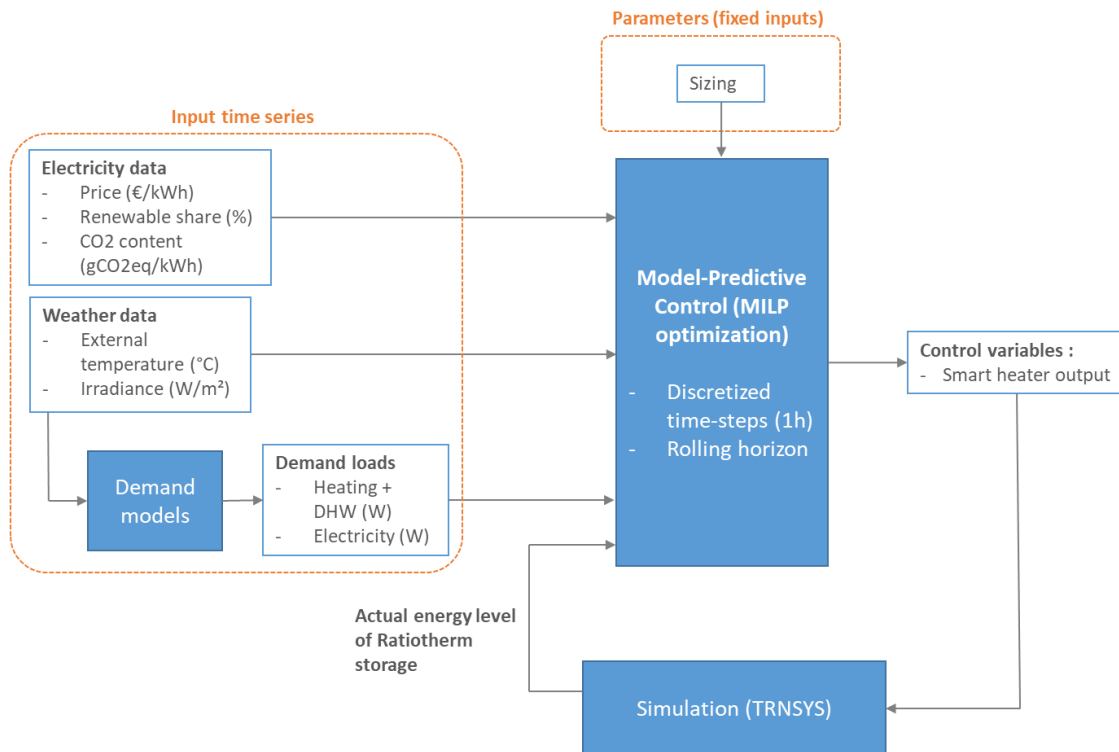 Parameters (fixed inputs)
Sizing
Input time series
Electricity data
- Price (€/kWh)
- Renewable share (%)
- CO2 content
(gCO2eq/kWh)
Weather data
- External
temperature (°C)
- Irradiance (W/m²)
Demand
models
Demand loads
- Heating +
DHW (W)
- Electricity (W)
Model-Predictive
Control (MILP
optimization)
- Discretized
time-steps (1h)
- Rolling horizon
Control variables :
- Smart heater output
Actual energy level
of Ratiotherm
storage
Simulation (TRNSYS)